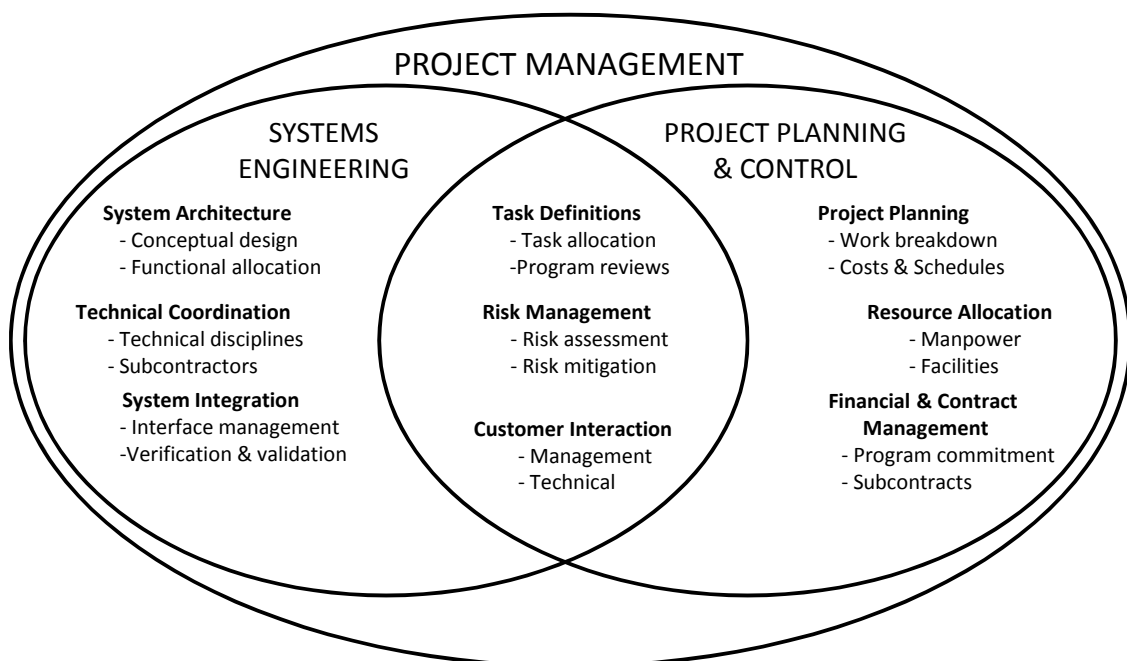 PROJECT MANAGEMENT
SYSTEMS
ENGINEERING
System Architecture
- Conceptual design
- Functional allocation
Technical Coordination
- Technical disciplines
- Subcontractors
System Integration
- Interface management
-Verification & validation
Task Definitions
- Task allocation
-Program reviews
Risk Management
- Risk assessment
- Risk mitigation
Customer Interaction
- Management
- Technical
PROJECT PLANNING
& CONTROL
Project Planning
- Work breakdown
- Costs & Schedules
Resource Allocation
- Manpower
- Facilities
Financial & Contract
Management
- Program commitment
- Subcontracts